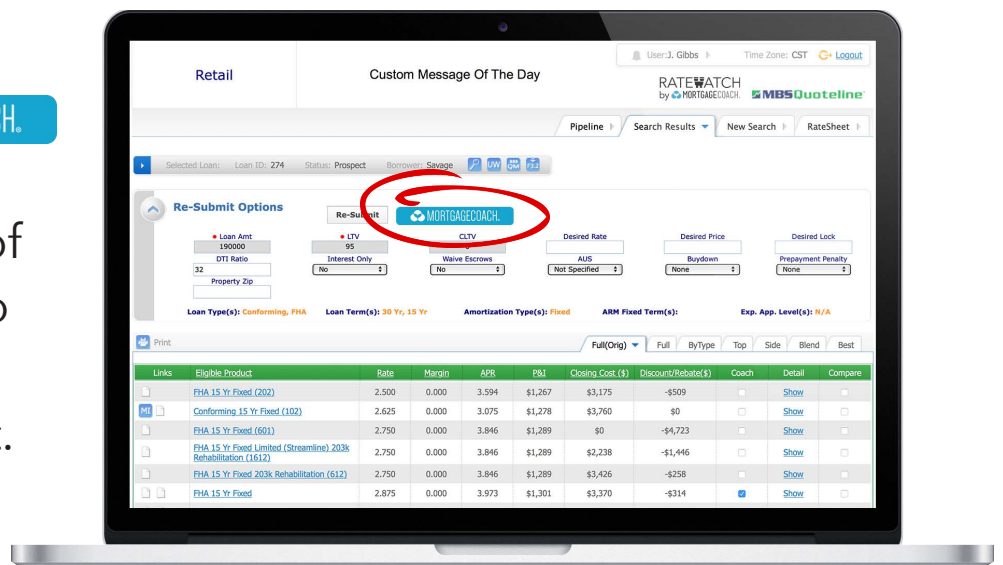 CH.
of
User:J. Gibbs Time Zone: CST Logout
Retail
Custom Message Of The Day
RATEWATCH
by MORTGAGECOACH. MBSQuoteline
Pipeline Search Results New Search RateSheet
Selected Loan: Loan ID: 274 Status: Prospect Borrower: Savage UW QM F3.2
Re-Submit Options Re-Submit MORTGAGECOACH.
Loan Amt LTV CLTV Desired Rate Desired Price Desired Lock
190000 95
DTI Ratio Interest Only Waive Escrows AUS Buydown Prepayment Penalty
32 No No Not Specified None None
Property Zip
Loan Type(s): Conforming, FHA Loan Term(s): 30 Yr, 15 Yr Amortization Type(s): Fixed ARM Fixed Term(s): Exp. App. Level(s): N/A
Print Full(Orig) Full ByType Top Side Blend Best
Links Eligible Product Rate Margin APR P&I Closing Cost ($) Discount/Rebate($) Coach Detail Compare
FHA 15 Yr Fixed (202) 2.500 0.000 3.594 $1,267 $3,175 -$509 Show
MI Conforming 15 Yr Fixed (102) 2.625 0.000 3.075 $1,278 $3,760 $0 Show
FHA 15 Yr Fixed (601) 2.750 0.000 3.846 $1,289 $0 -$4,723 Show
FHA 15 Yr Fixed Limited (Streamline) 203k
Rehabilitation (1612) 2.750 0.000 3.846 $1,289 $2,238 -$1,446 Show
FHA 15 Yr Fixed 203k Rehabilitation (612) 2.750 0.000 3.846 $1,289 $3,426 -$258 Show
FHA 15 Yr Fixed 2.875 0.000 3.973 $1,301 $3,370 -$314 Show